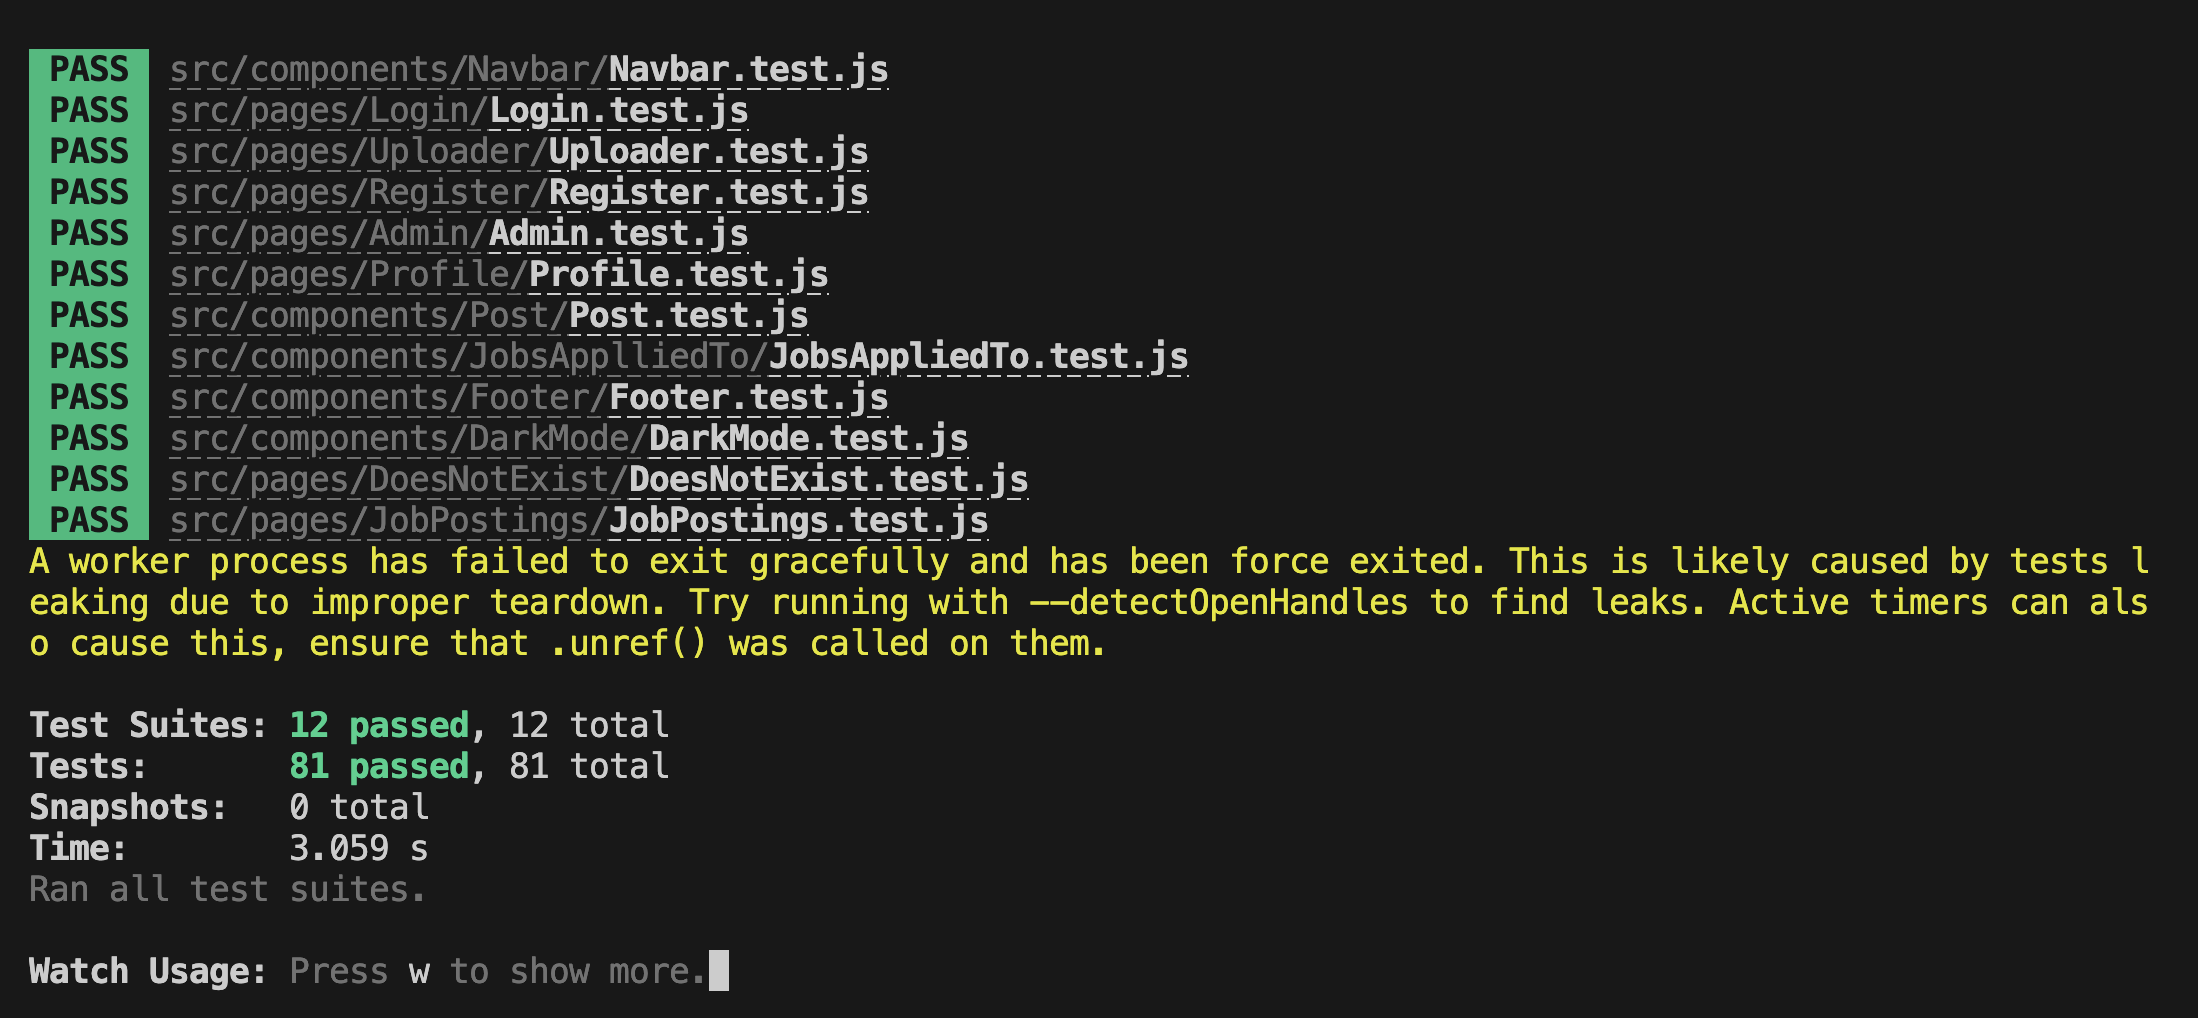 PASS src/components/Navbar/Navbar.test.js
PASS src/pages/Login/Login.test.js
PASS src/pages/Uploader/Uploader.test.js
PASS src/pages/Register/Register.test.js
PASS src/pages/Admin/Admin.test.js
PASS src/pages/Profile/Profile.test.js
PASS src/components/Post/Post.test.js
PASS src/components/JobsApplliedTo/JobsAppliedTo.test.js
PASS src/components/Footer/Footer.test.js
PASS src/components/DarkMode/DarkMode.test.js
PASS src/pages/DoesNotExist/DoesNotExist.test.js
PASS src/pages/JobPostings/JobPostings.test.js
A worker process has failed to exit gracefully and has been force exited. This is likely caused by tests l
eaking due to improper teardown. Try running with --detectOpenHandles to find leaks. Active timers can als
o cause this, ensure that .unref() was called on them.
Test Suites: 12 passed, 12 total
Tests: 81 passed, 81 total
Snapshots: 0 total
Time: 3.059 s
Ran all test suites.
Watch Usage: Press w to show more.